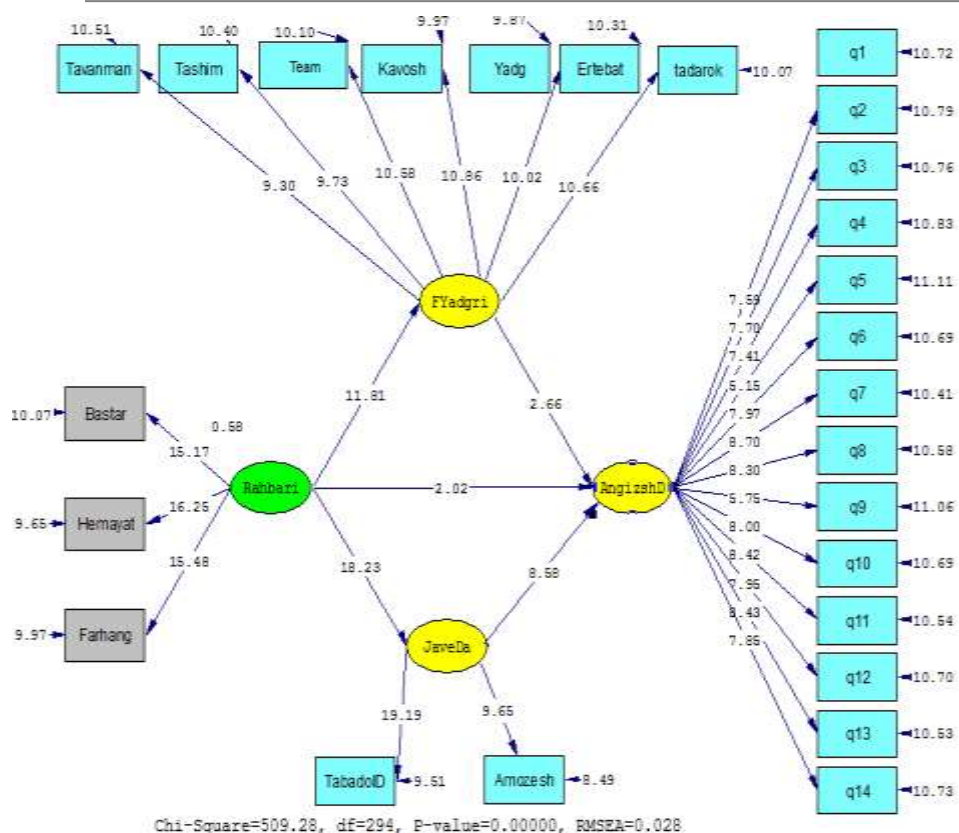 10.51 10.40 10.10 9.97 9.87 10.31
Tavanman Tashim Team Kavosh Yadg Ertebat tadarok 10.07
9.30 9.73 10.58 10.86 10.02 10.66
FYadgri
11.81 2.66
10.07 Bastar 0.58
15.17
9.65 Hemayat 16.25
Rahbari 2.02 AngizshD
15.48
9.97 Farhang
18.23 8.58
JaveDa
19.19 9.65
TabadolD 9.51 Amozesh 8.49
q1 10.72
q2 10.79
q3 10.76
q4 10.83
q5 11.11
q6 10.69
q7 10.41
q8 10.58
q9 11.06
q10 10.69
q11 10.54
q12 10.70
q13 10.53
q14 10.73
7.59
7.70
7.41
5.15
7.97
8.70
8.30
5.75
8.00
8.42
7.95
8.43
7.85
Chi-Square=509.28, df=294, P-value=0.00000, RMSEA=0.028